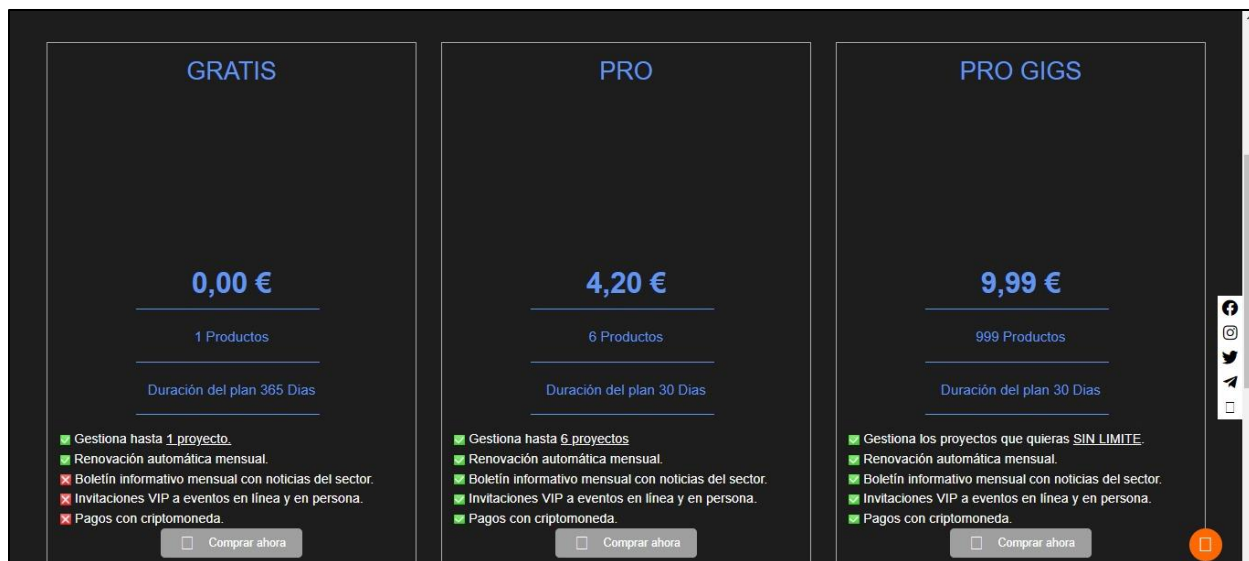 GRATIS
0,00 €
1 Productos
Duración del plan 365 Dias
Gestiona hasta 1 proyecto.
Renovación automática mensual.
Boletín informativo mensual con noticias del sector.
Invitaciones VIP a eventos en línea y en persona.
Pagos con criptomoneda.
Comprar ahora
PRO
4,20 €
6 Productos
Duración del plan 30 Dias
Gestiona hasta 6 proyectos
Renovación automática mensual.
Boletín informativo mensual con noticias del sector.
Invitaciones VIP a eventos en línea y en persona.
Pagos con criptomoneda.
Comprar ahora
PRO GIGS
9,99 €
999 Productos
Duración del plan 30 Dias
Gestiona los proyectos que quieras SIN LIMITE.
Renovación automática mensual.
Boletín informativo mensual con noticias del sector.
Invitaciones VIP a eventos en línea y en persona.
Pagos con criptomoneda.
Comprar ahora